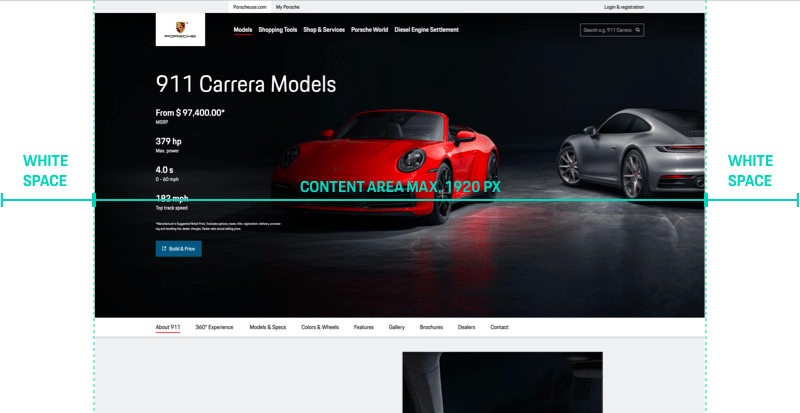 Porscheusa.com My Porsche Login & registration
PORSCHE
Models Shopping Tools Shop & Services Porsche World Diesel Engine Settlement
Search e.g. 911 Carrera
911 Carrera Models
From $ 97,400.00*
MSRP
379 hp
Max. power
4.0 s
0 - 60 mph
182 mph
Top track speed
WHITE
SPACE
CONTENT AREA MAX. 1920 PX
WHITE
SPACE
*Manufacturer's Suggested Retail Price. Excludes options; taxes; title; registration; delivery, process-
ing and handling fee; dealer charges. Dealer sets actual selling price.
Build & Price
About 911 360° Experience Models & Specs Colors & Wheels Features Gallery Brochures Dealers Contact